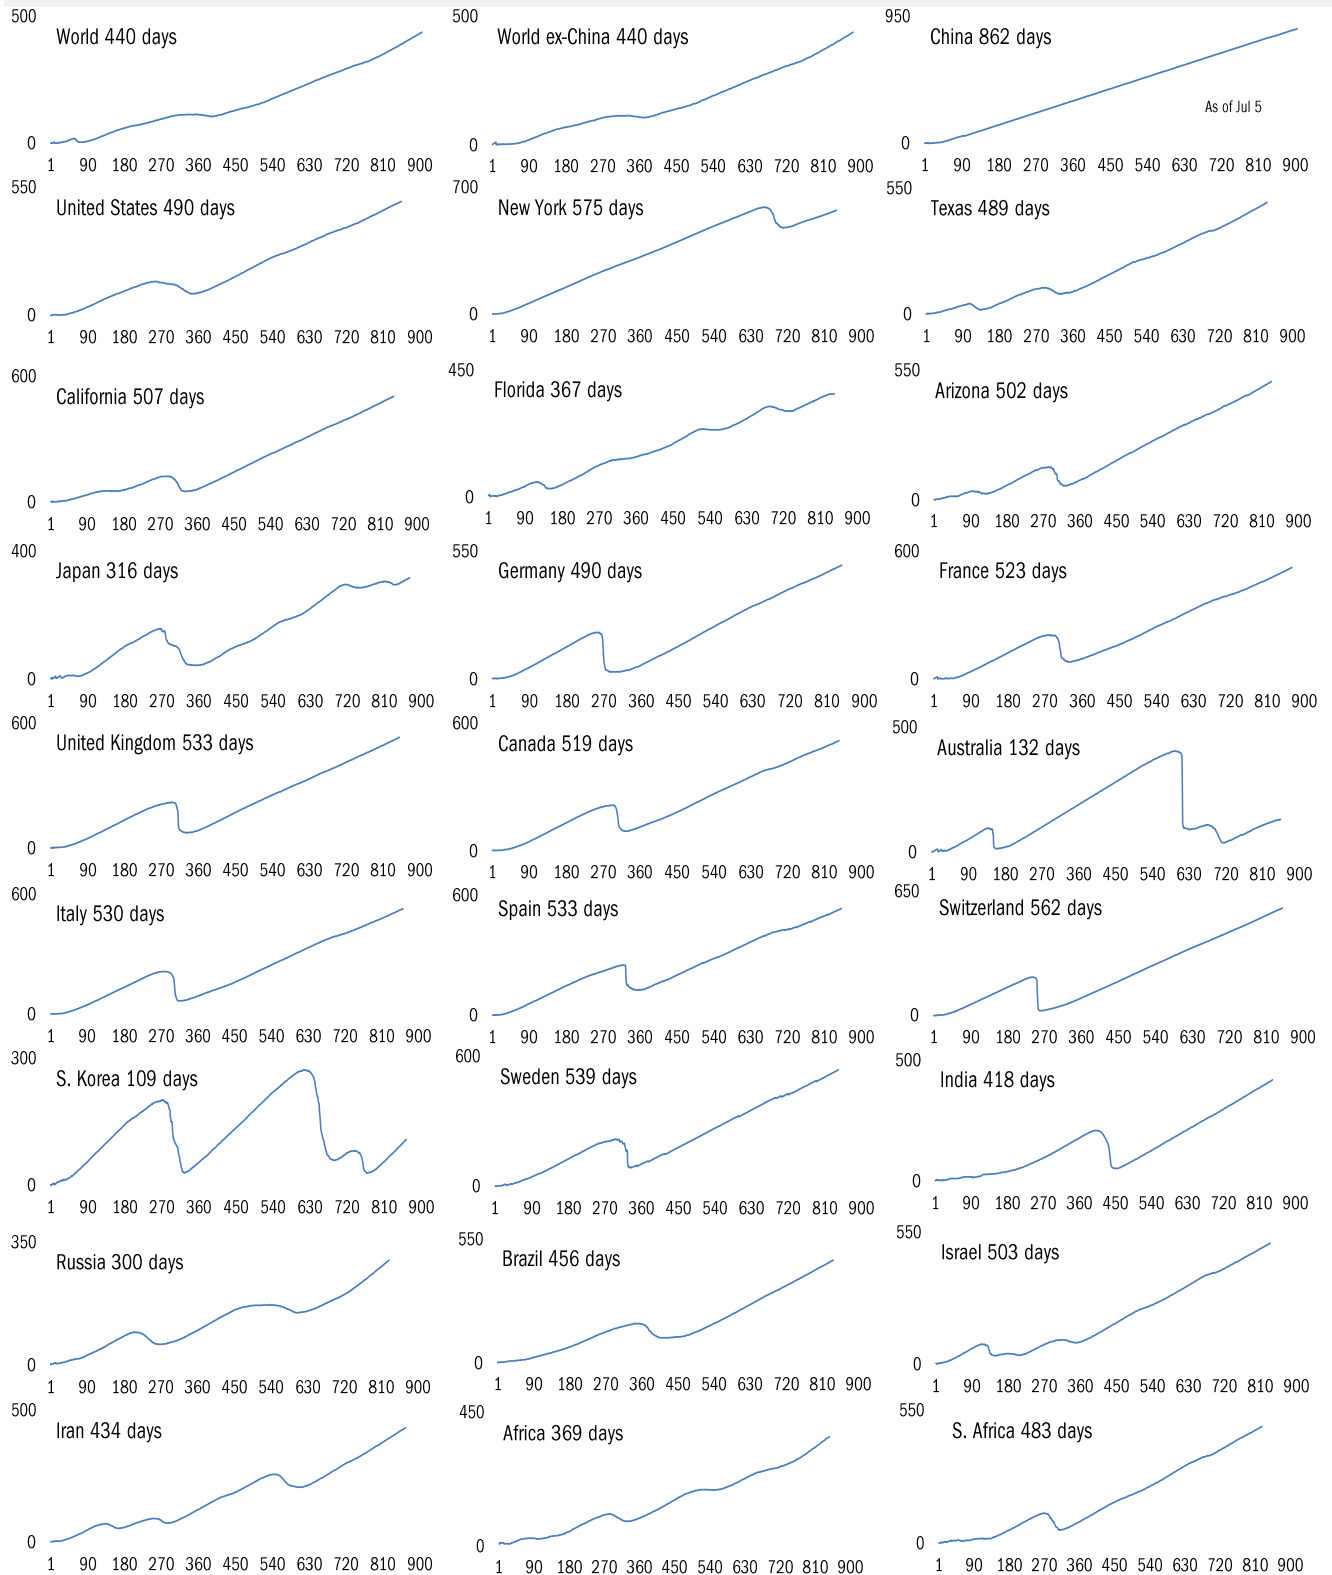 500 500 950
World 440 days World ex-China 440 days China 862 days
As of Jul 5
0 0 0
1 90 180 270 360 450 540 630 720 810 900 1 90 180 270 360 450 540 630 720 810 900 1 90 180 270 360 450 540 630 720 810 900
550 700 550
United States 490 days New York 575 days Texas 489 days
0 0 0
1 90 180 270 360 450 540 630 720 810 900 1 90 180 270 360 450 540 630 720 810 900 1 90 180 270 360 450 540 630 720 810 900
600 450 550
California 507 days Florida 367 days Arizona 502 days
0 0 0
1 90 180 270 360 450 540 630 720 810 900 1 90 180 270 360 450 540 630 720 810 900 1 90 180 270 360 450 540 630 720 810 900
400 550 600
Japan 316 days Germany 490 days France 523 days
0 0 0
1 90 180 270 360 450 540 630 720 810 900 1 90 180 270 360 450 540 630 720 810 900 1 90 180 270 360 450 540 630 720 810 900
600 600 500
United Kingdom 533 days Canada 519 days Australia 132 days
0 0 0
1 90 180 270 360 450 540 630 720 810 900 1 90 180 270 360 450 540 630 720 810 900 1 90 180 270 360 450 540 630 720 810 900
600 600 650
Italy 530 days Spain 533 days Switzerland 562 days
0 0 0
1 90 180 270 360 450 540 630 720 810 900 1 90 180 270 360 450 540 630 720 810 900 1 90 180 270 360 450 540 630 720 810 900
300 600 500
S. Korea 109 days Sweden 539 days India 418 days
0 0 0
1 90 180 270 360 450 540 630 720 810 900 1 90 180 270 360 450 540 630 720 810 900 1 90 180 270 360 450 540 630 720 810 900
350 550 550
Russia 300 days Brazil 456 days Israel 503 days
0 0 0
1 90 180 270 360 450 540 630 720 810 900 1 90 180 270 360 450 540 630 720 810 900 1 90 180 270 360 450 540 630 720 810 900
500 450 550
Iran 434 days Africa 369 days S. Africa 483 days
0 0 0
1 90 180 270 360 450 540 630 720 810 900 1 90 180 270 360 450 540 630 720 810 900 1 90 180 270 360 450 540 630 720 810 900